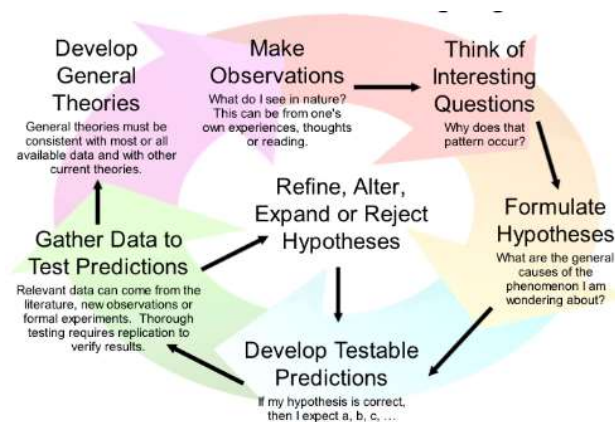 Make
Observations
What do I see in nature?
This can be from one's
own experiences, thoughts
or reading.
Think of
Interesting
Questions
Why does that
pattern occur?
Formulate
Hypotheses
What are the general
causes of the
phenomenon I am
wondering about?
Develop Testable
Predictions
If my hypothesis is correct,
then I expect a, b, c, ...
Gather Data to
Test Predictions
Relevant data can come from the
literature, new observations or
formal experiments. Thorough
testing requires replication to
verify results.
Refine, Alter,
Expand or Reject
Hypotheses
Develop
General
Theories
General theories must be
consistent with most or all
available data and with other
current theories.